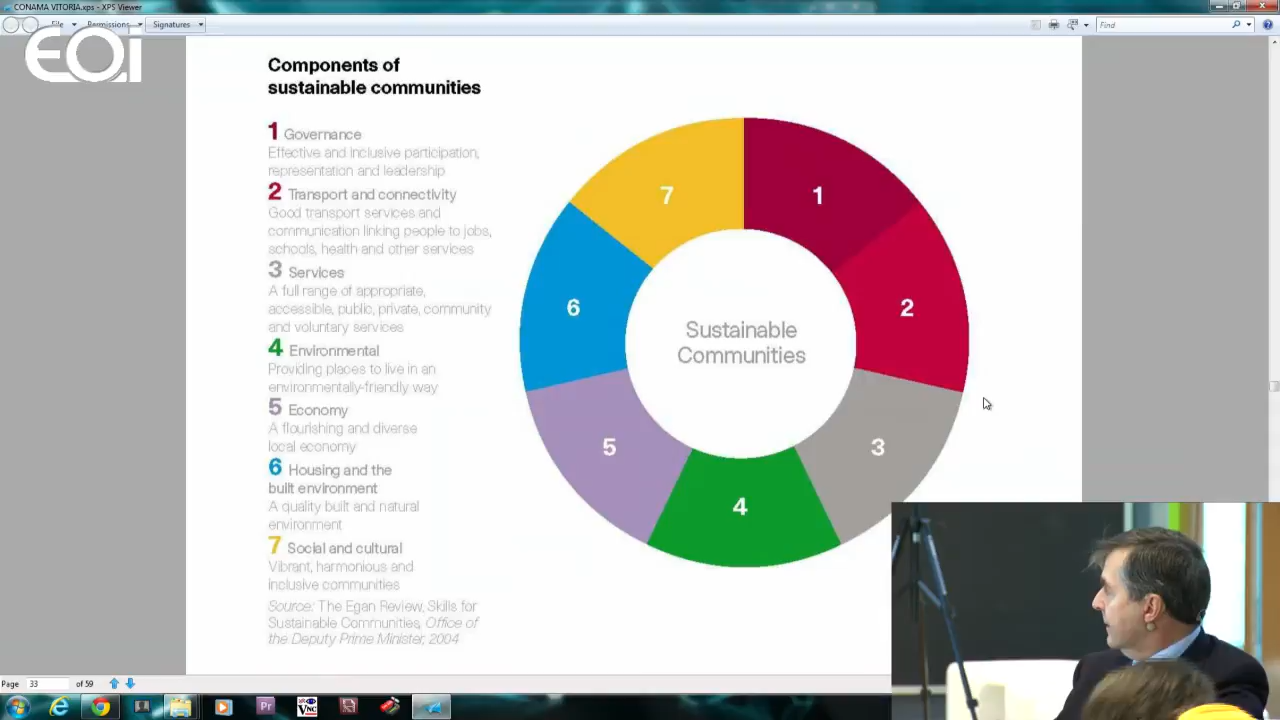 CONAMA VITORIA.xps - XPS Viewer
File Permissions Signatures Find
EOi
Components of
sustainable communities
1 Governance
Effective and inclusive participation,
representation and leadership
2 Transport and connectivity
Good transport services and
communication linking people to jobs,
schools, health and other services
3 Services
A full range of appropriate,
accessible, public, private, community
and voluntary services
4 Environmental
Providing places to live in an
environmentally-friendly way
5 Economy
A flourishing and diverse
local economy
6 Housing and the
built environment
A quality built and natural
environment
7 Social and cultural
Vibrant, harmonious and
inclusive communities
Source: The Egan Review, Skills for
Sustainable Communities, Office of
the Deputy Prime Minister, 2004
7 1
6 2
Sustainable
Communities
5 3
4
Page 33 of 59
Pr
VNC